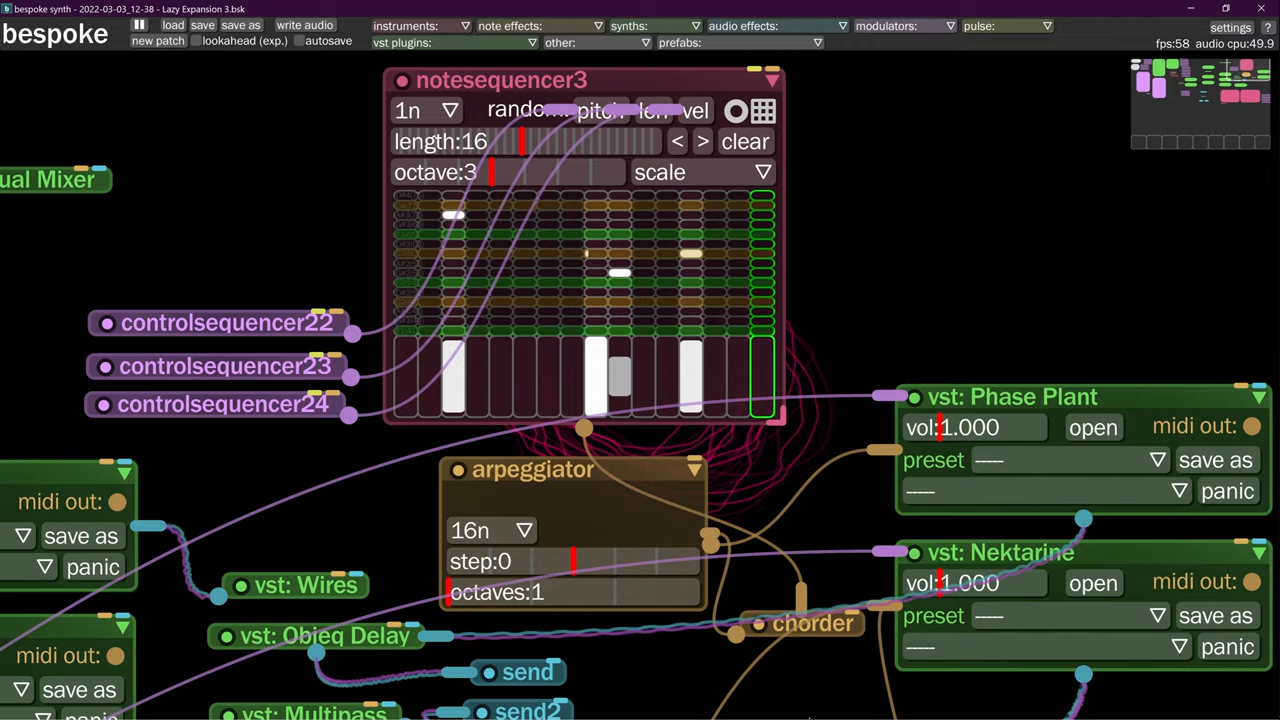 bespoke synth - 2022-03-03_12-38 - Lazy Expansion 3.bsk
bespoke
load save save as write audio
new patch lookahead (exp.) autosave
instruments: note effects: synths: audio effects: modulators: pulse:
vst plugins: other: prefabs:
settings ?
fps:58 audio cpu:49.9
notesequencer3
1n random: pitch len vel
length:16 < > clear
octave:3 scale
ual Mixer
controlsequencer22
controlsequencer23
controlsequencer24
vst: Phase Plant
vol:1.000 open midi out:
preset ----- save as
----- panic
arpeggiator
16n
step:0
octaves:1
midi out:
save as
panic
vst: Wires
vst: Nektarine
vol:1.000 open midi out:
preset ----- save as
----- panic
chorder
vst: Objeq Delay
midi out:
save as
panic
send
vst: Multipass
send2